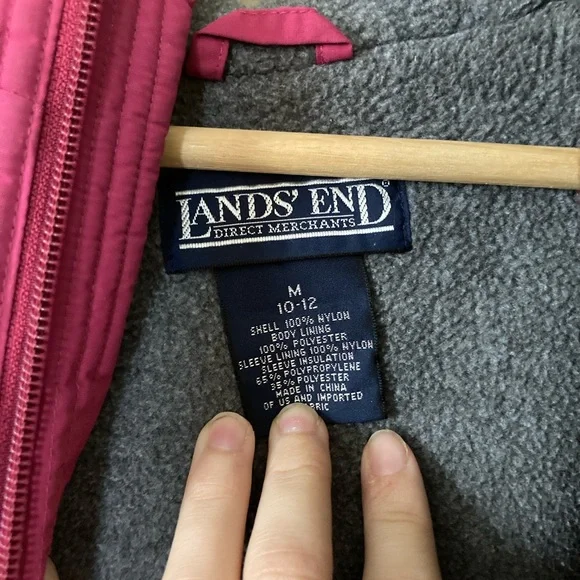 LANDS' END
DIRECT MERCHANTS
M
10-12
SHELL 100% NYLON
BODY LINING
100% POLYESTER
SLEEVE LINING 100% NYLON
SLEEVE INSULATION
65% POLYPROPYLENE
35% POLYESTER
MADE IN CHINA
OF US AND IMPORTED